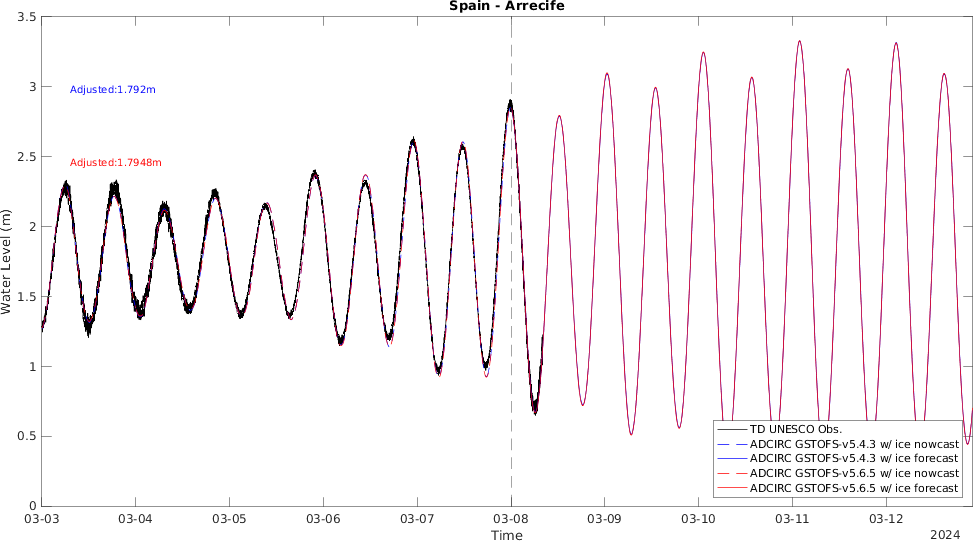 Spain - Arrecife
3.5
3
2.5
2
1.5
1
0.5
0
Water Level (m)
Adjusted:1.792m
Adjusted:1.7948m
TD UNESCO Obs.
ADCIRC GSTOFS-v5.4.3 w/ ice nowcast
ADCIRC GSTOFS-v5.4.3 w/ ice forecast
ADCIRC GSTOFS-v5.6.5 w/ ice nowcast
ADCIRC GSTOFS-v5.6.5 w/ ice forecast
03-03 03-04 03-05 03-06 03-07 03-08 03-09 03-10 03-11 03-12
Time
2024